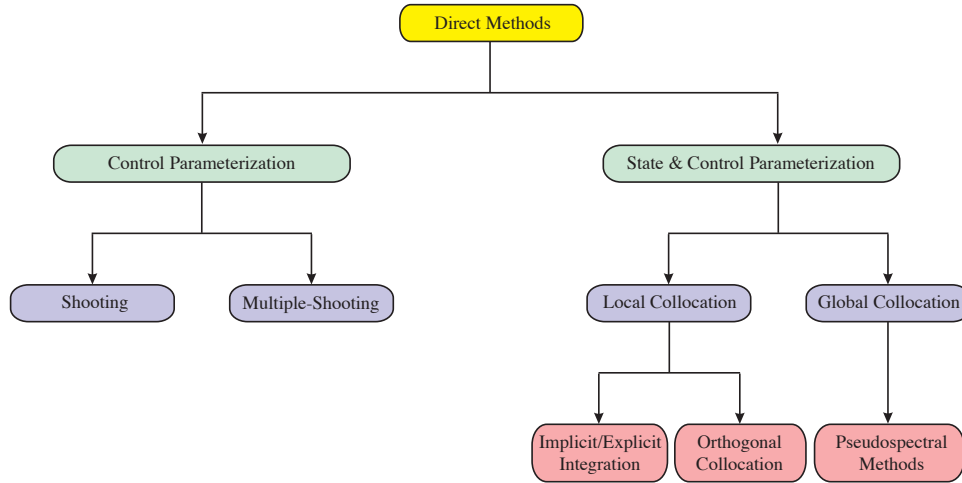 Direct Methods
Control Parameterization
State & Control Parameterization
Shooting
Multiple-Shooting
Local Collocation
Global Collocation
Implicit/Explicit
Integration
Orthogonal
Collocation
Pseudospectral
Methods